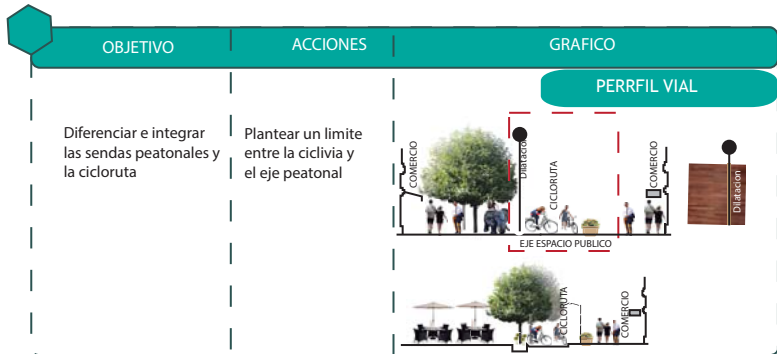 OBJETIVO
ACCIONES
GRAFICO
PERRFIL VIAL
Diferenciar e integrar
las sendas peatonales y
la cicloruta
Plantear un limite
entre la ciclivia y
el eje peatonal
COMERCIO
Dilatacion
CICLORUTA
COMERCIO
Dilatacion
EJE ESPACIO PUBLICO
CICLORUTA
COMERCIO